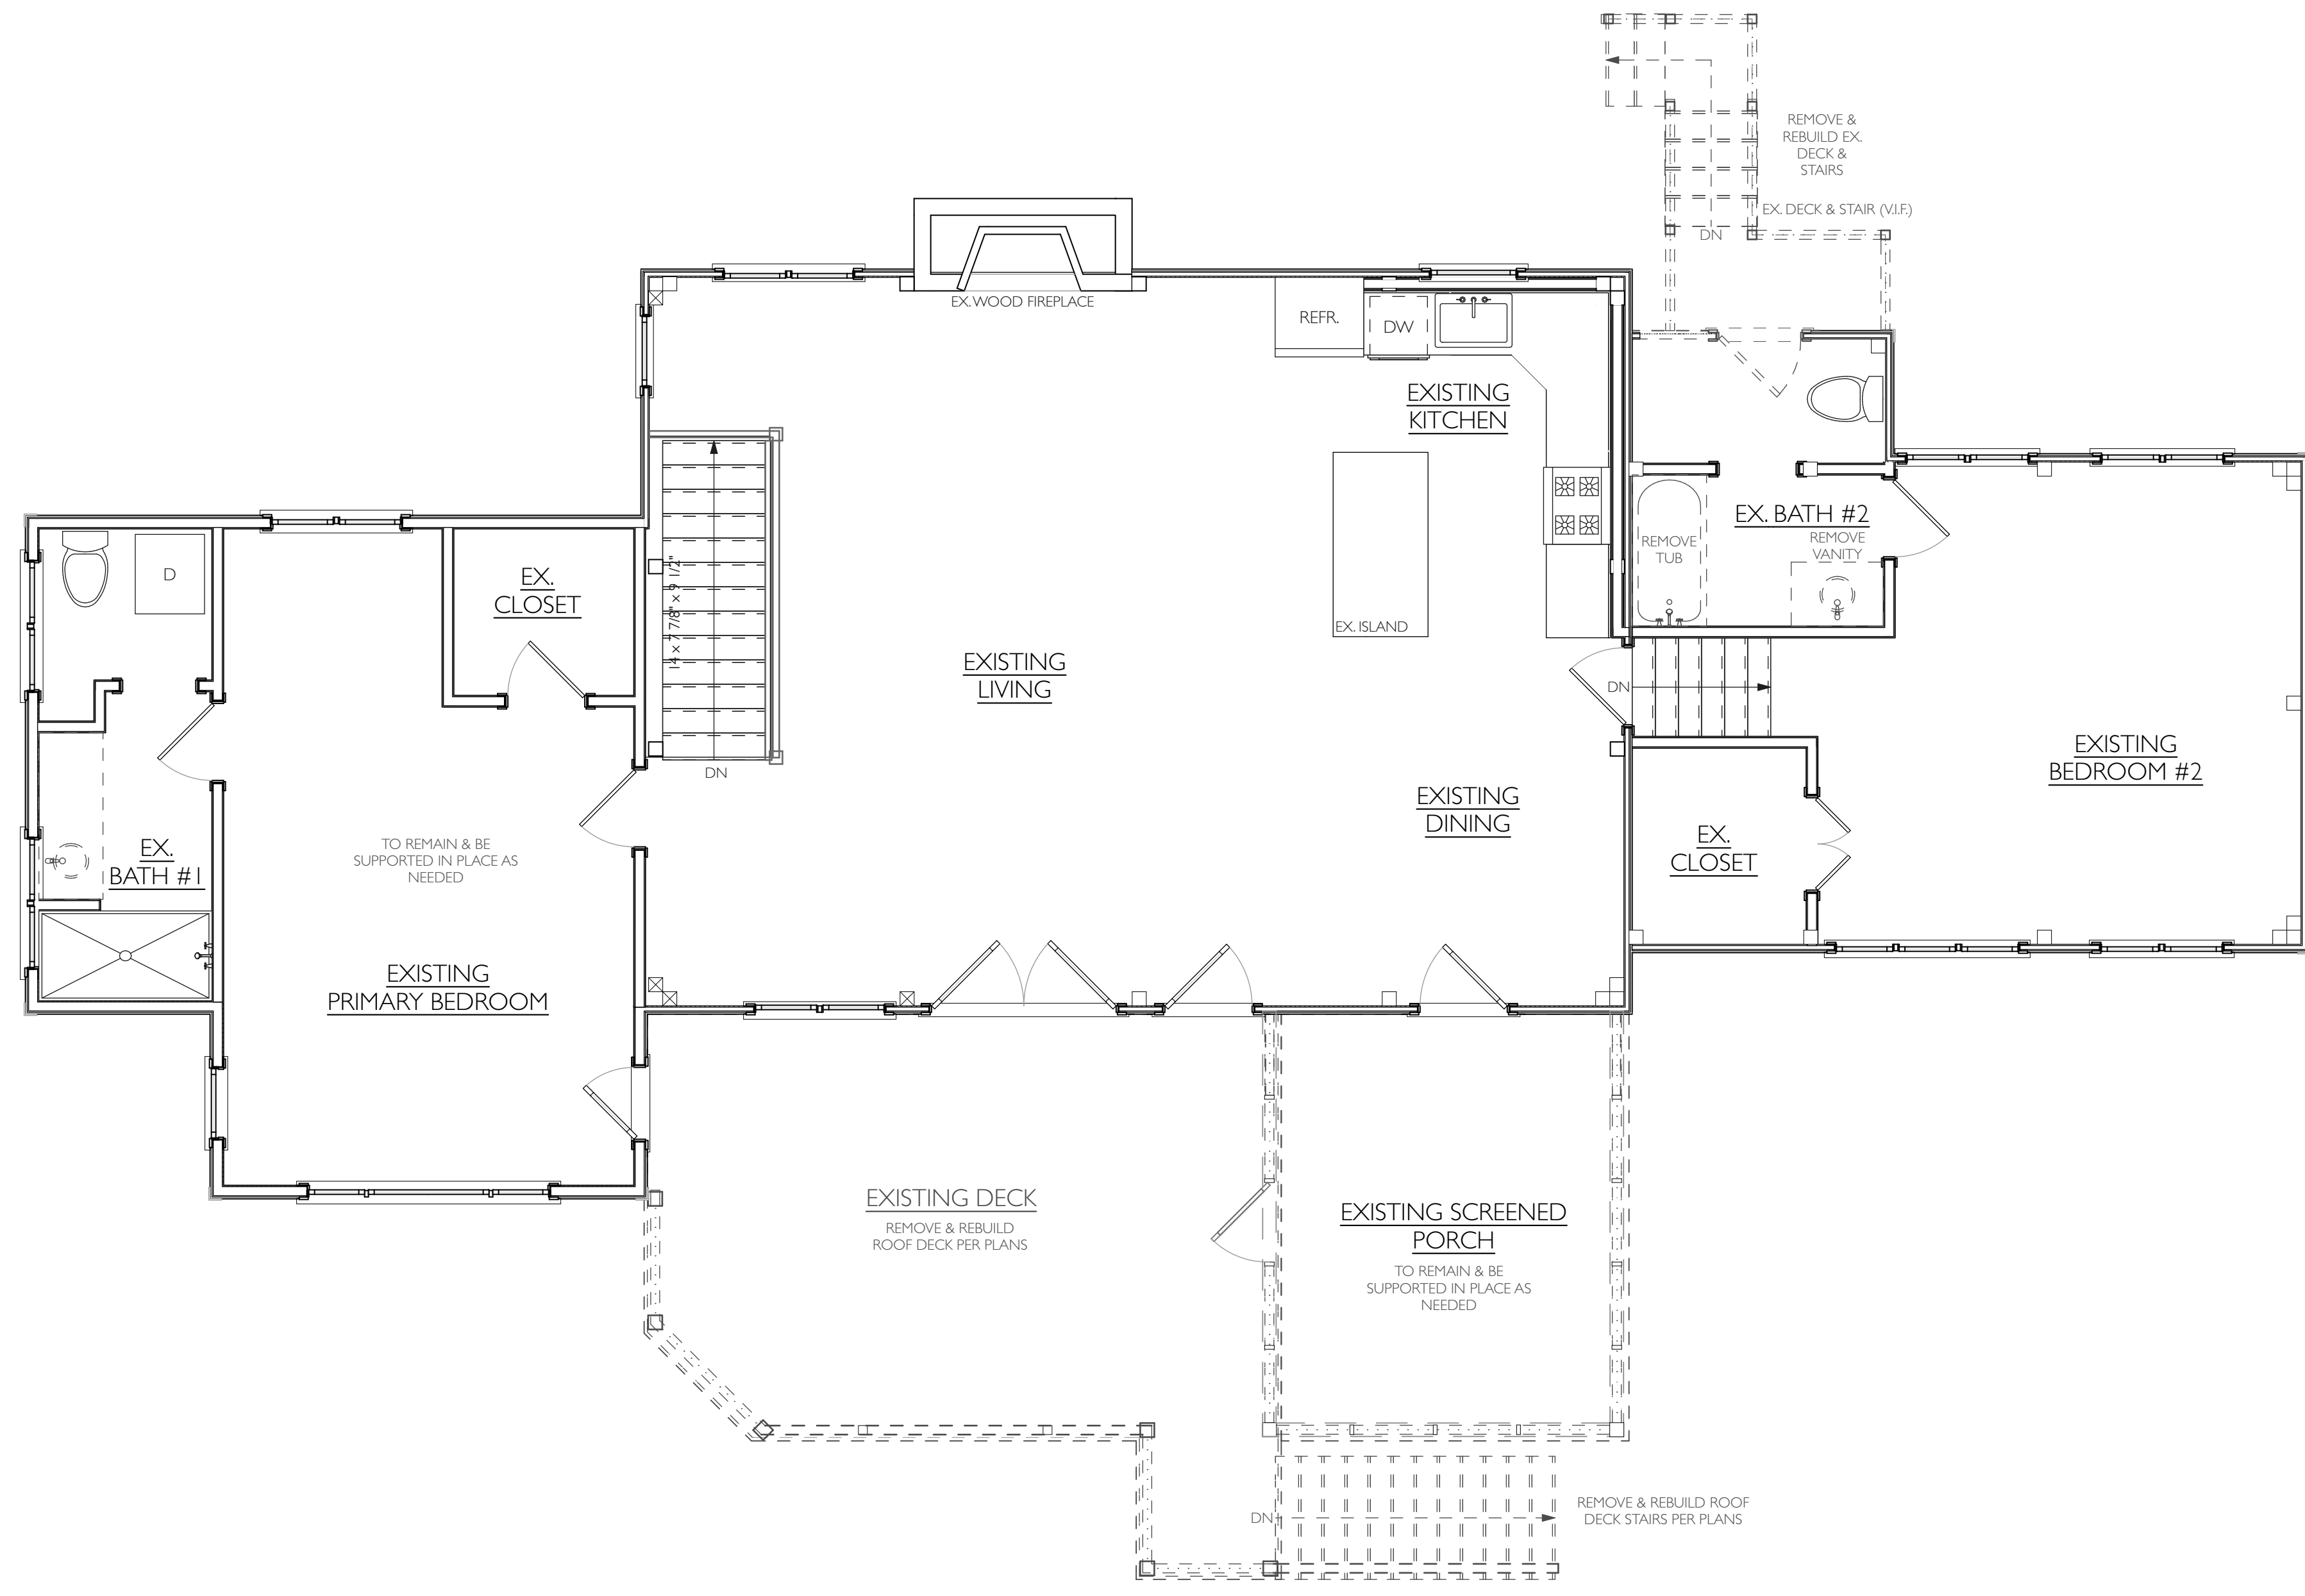 REMOVE &
REBUILD EX.
DECK &
STAIRS
EX. DECK & STAIR (V.I.F.)
DN
EX. WOOD FIREPLACE
REFR.
DW
EXISTING
KITCHEN
EX. BATH #2
REMOVE
VANITY
REMOVE
TUB
D
EX.
CLOSET
14 x 7 7/8" x 9 1/2"
DN
EX. ISLAND
EXISTING
LIVING
DN
EXISTING
BEDROOM #2
EXISTING
DINING
EX.
CLOSET
EX.
BATH #1
TO REMAIN & BE
SUPPORTED IN PLACE AS
NEEDED
EXISTING
PRIMARY BEDROOM
EXISTING DECK
REMOVE & REBUILD
ROOF DECK PER PLANS
EXISTING SCREENED
PORCH
TO REMAIN & BE
SUPPORTED IN PLACE AS
NEEDED
DN
REMOVE & REBUILD ROOF
DECK STAIRS PER PLANS